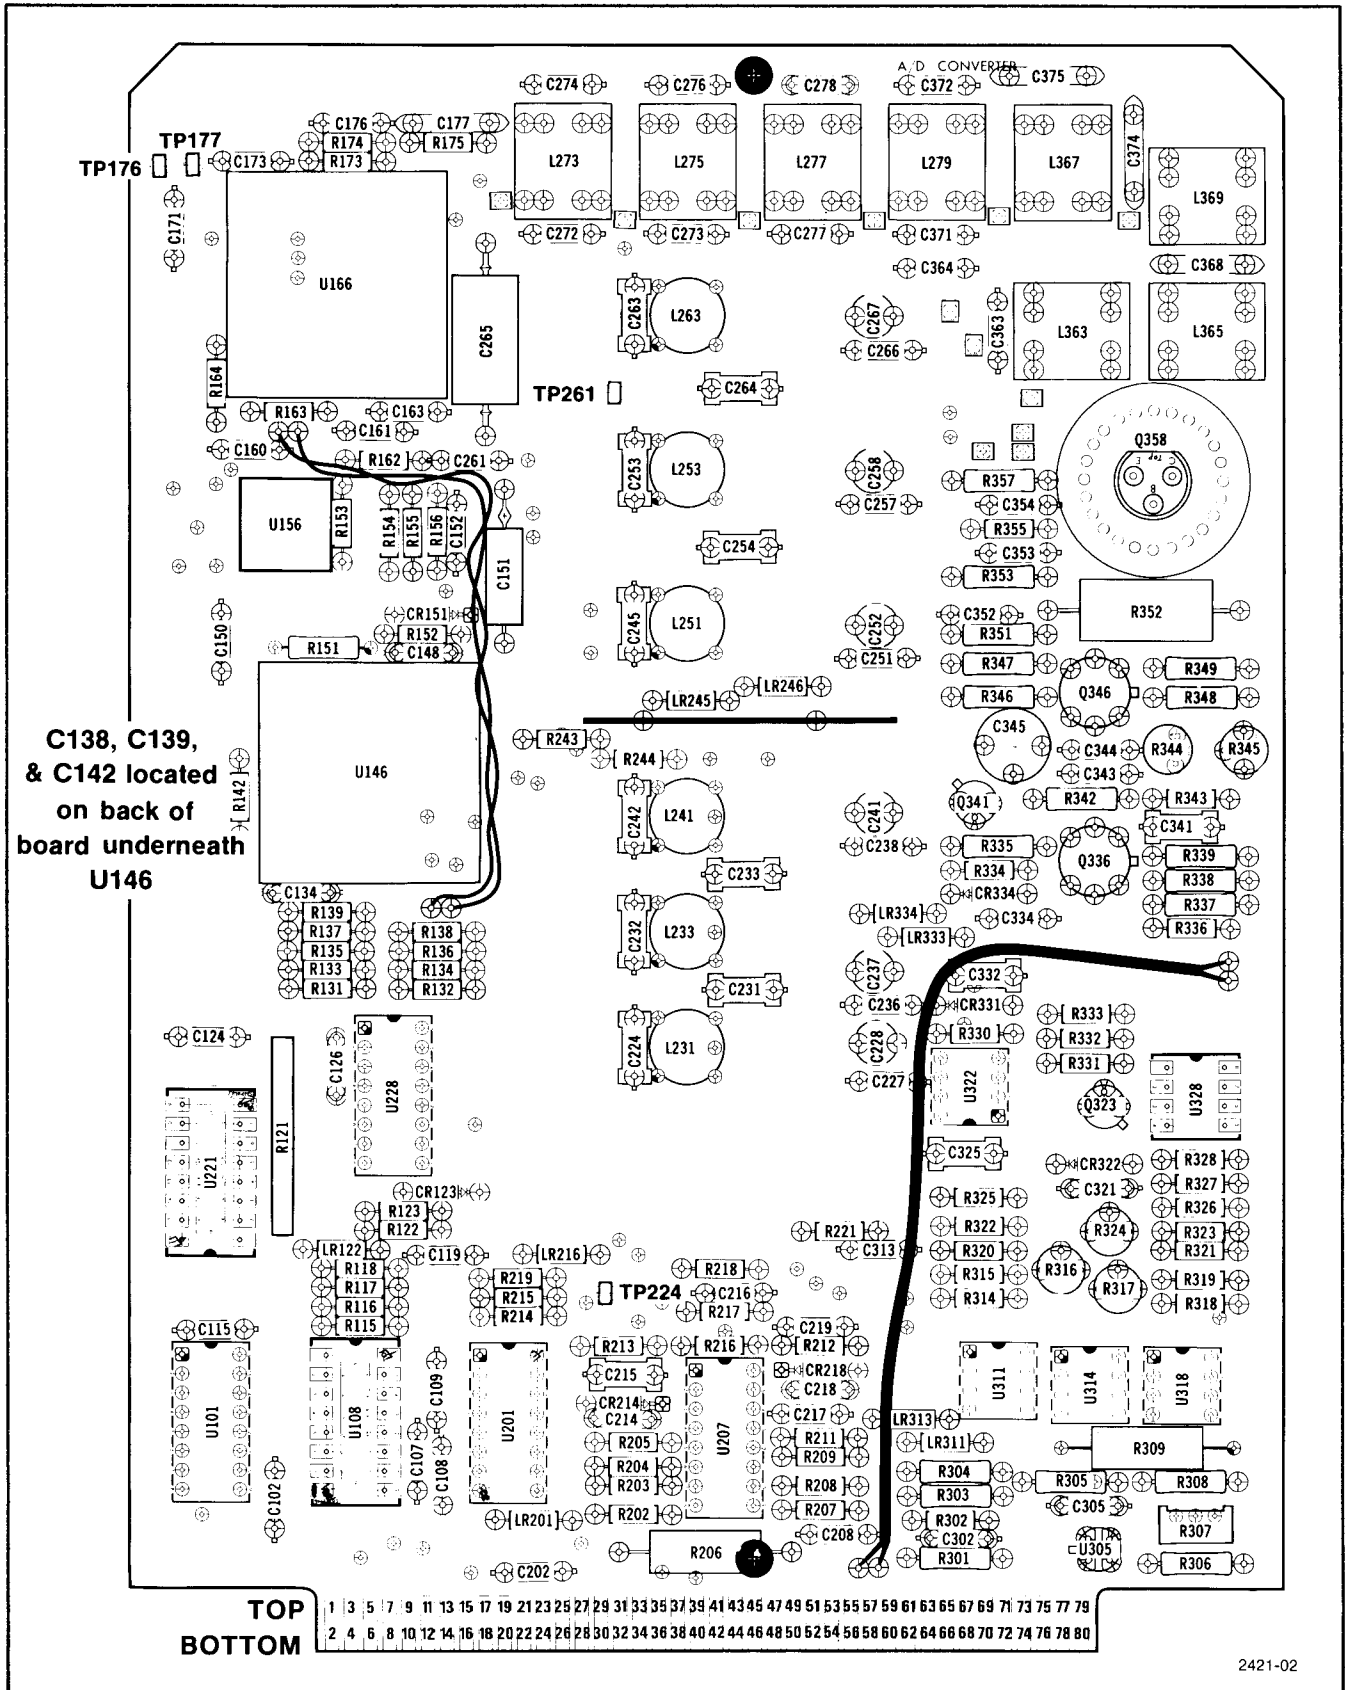 A/D CONVERTER
C375
C274
C276
C278
C372
C176
C177
R174
R175
C374
TP177
TP176
C173
R173
L273
L275
L277
L279
L367
L369
C171
C272
C273
C277
C371
C364
C368
U166
C265
C263
L263
C267
C266
C363
L363
L365
R164
TP261
C264
R163
C163
C161
C160
R162
C261
C253
L253
C258
C257
Q358
Top
E
C
B
R357
C354
R355
C353
R353
U156
R153
R154
R155
R156
C152
C151
C254
CR151
R152
C148
R151
C150
C245
L251
C252
C251
C352
R351
R352
R347
R346
Q346
R349
R348
LR246
LR245
C138, C139,
& C142 located
on back of
board underneath
U146
R142
U146
R243
R244
C345
C344
C343
R344
R345
Q341
R342
R343
C341
C242
L241
C241
C238
R335
R334
CR334
C334
Q336
R339
R338
R337
R336
C134
R139
R137
R135
R133
R131
R138
R136
R134
R132
C233
C232
L233
C231
LR334
LR333
C237
C236
C332
CR331
R330
R333
R332
R331
C124
C126
U228
C224
L231
C228
C227
U322
Q323
U328
R121
U221
C325
CR322
C321
R328
R327
R326
R323
R321
R319
R318
CR123
R123
R122
LR122
C119
LR216
R118
R117
R116
R115
R219
R215
R214
TP224
R218
C216
R217
R221
C313
R325
R322
R320
R315
R314
R324
R316
R317
C115
C219
R213
R216
R212
C215
CR218
C218
CR214
C214
C217
U101
U108
C109
C107
C108
C102
U201
R205
R204
R203
R202
U207
R211
R209
R208
R207
C208
LR313
LR311
U311
U314
U318
R309
R304
R303
R302
C302
R301
R305
C305
U305
R308
R307
R306
LR201
R206
C202
TOP 1 3 5 7 9 11 13 15 17 19 21 23 25 27 29 31 33 35 37 39 41 43 45 47 49 51 53 55 57 59 61 63 65 67 69 71 73 75 77 79
BOTTOM 2 4 6 8 10 12 14 16 18 20 22 24 26 28 30 32 34 36 38 40 42 44 46 48 50 52 54 56 58 60 62 64 66 68 70 72 74 76 78 80
2421-02